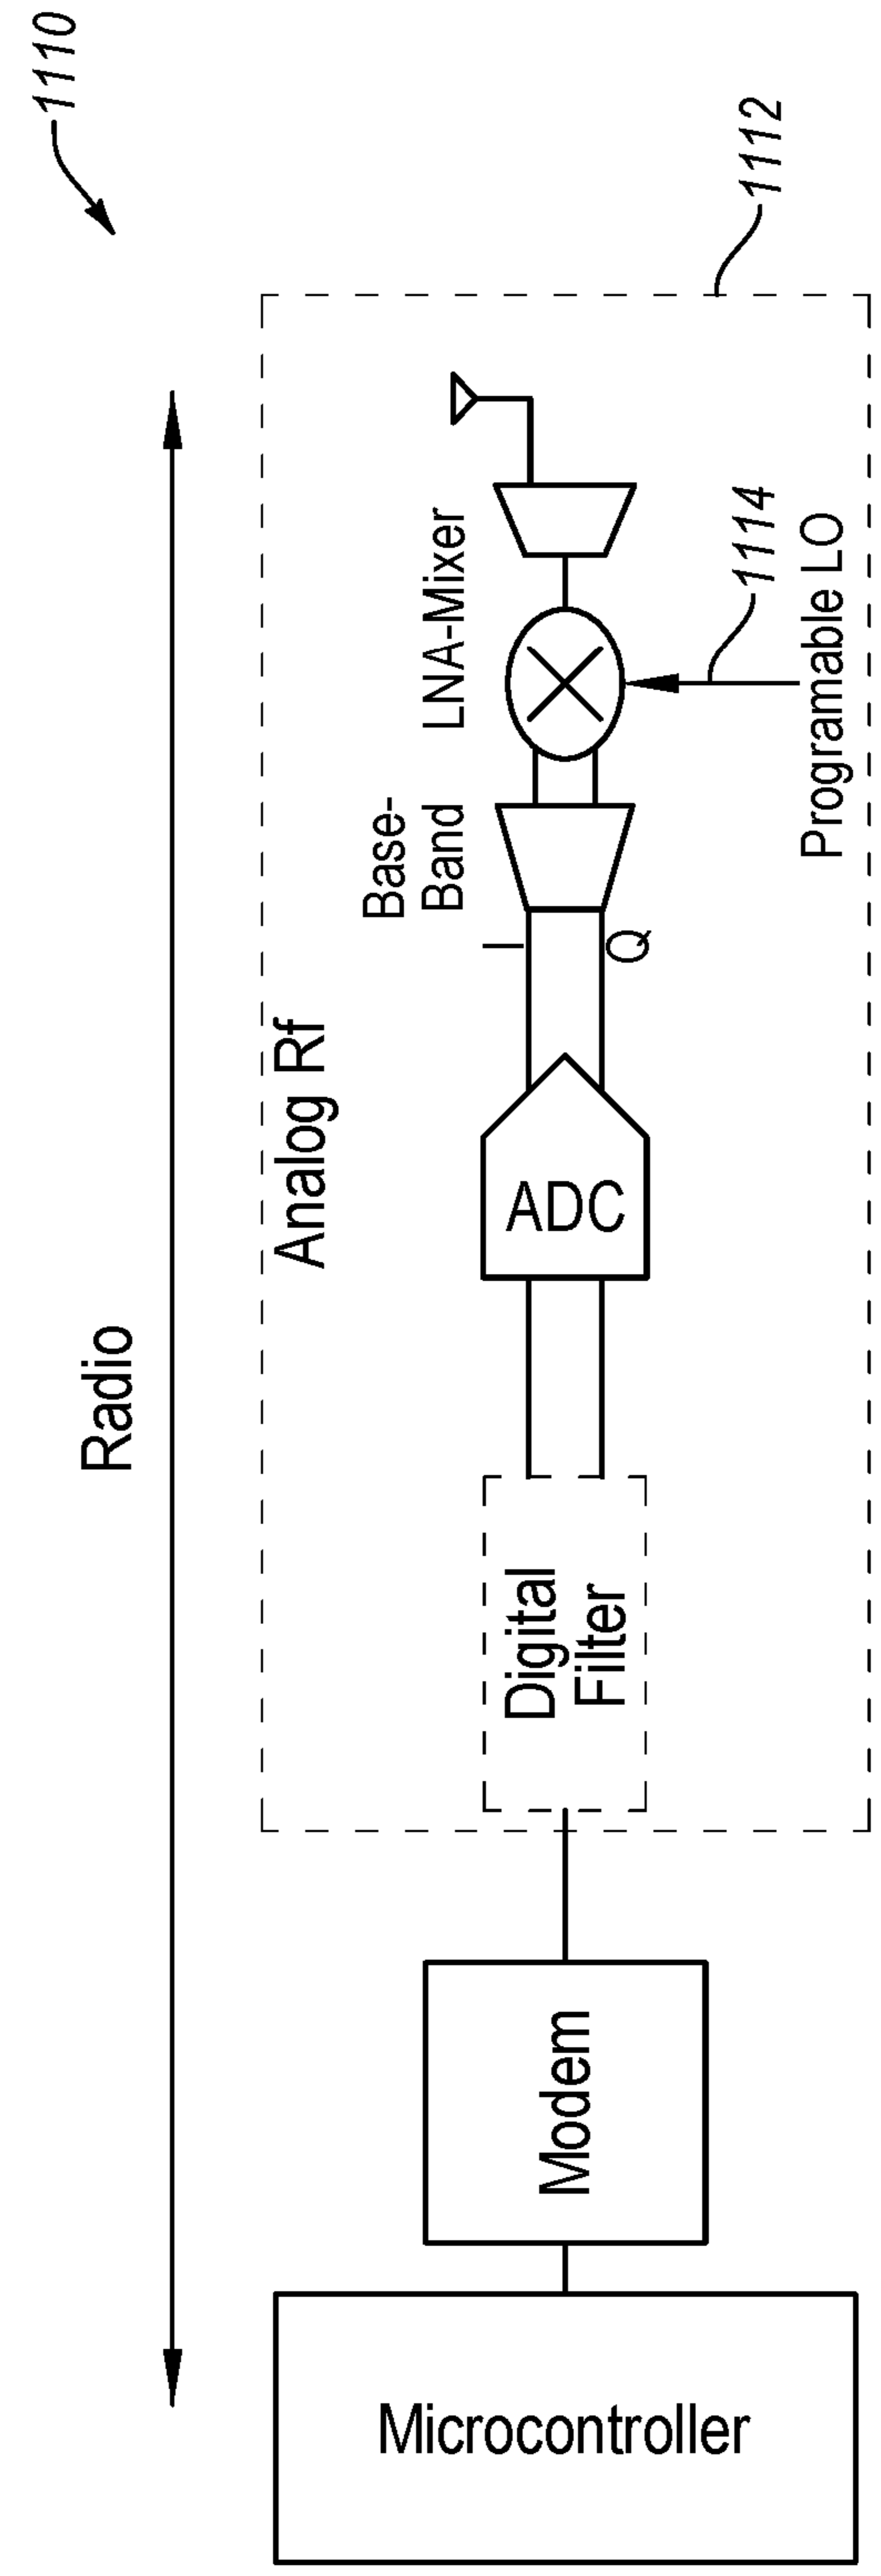 1110
Radio
1112
Analog Rf
Base-
Band
LNA-Mixer
I
Q
ADC
Digital
Filter
Modem
Microcontroller
1114
Programable LO